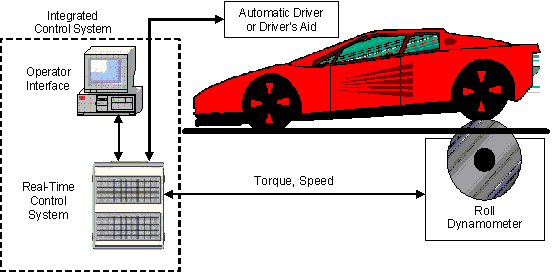 Integrated
Control System
Automatic Driver
or Driver's Aid
Operator
Interface
Real-Time
Control
System
Torque, Speed
Roll
Dynamometer